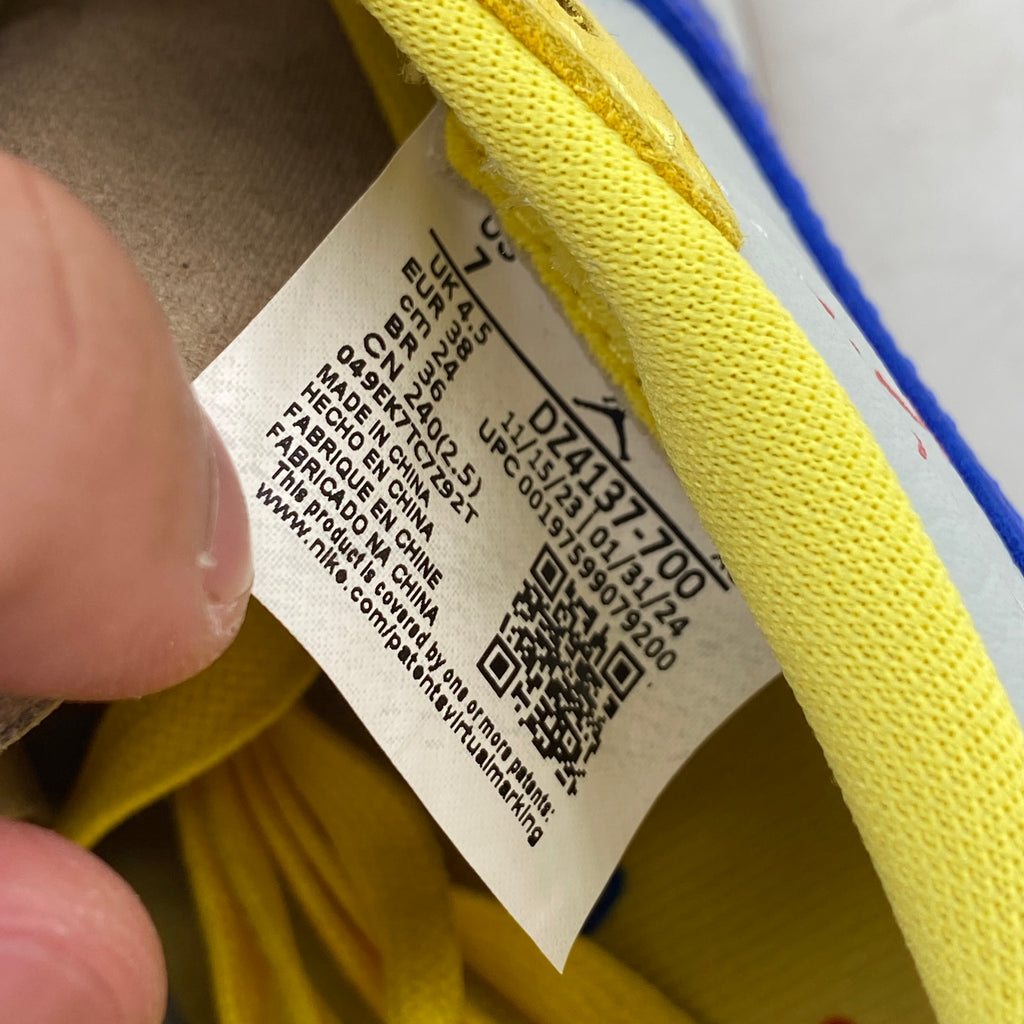 US
7
UK 4.5
EUR 38
cm 24
BR 36
CN 240(2.5)
049EK7TC7Z92T
MADE IN CHINA
HECHO EN CHINA
FABRIQUE EN CHINE
FABRICADO NA CHINA
This product is covered by one or more patents:
www.nike.com/patentsvirtualmarking
DZ4137-700
11/15/23 | 01/31/24
UPC 00197599079200